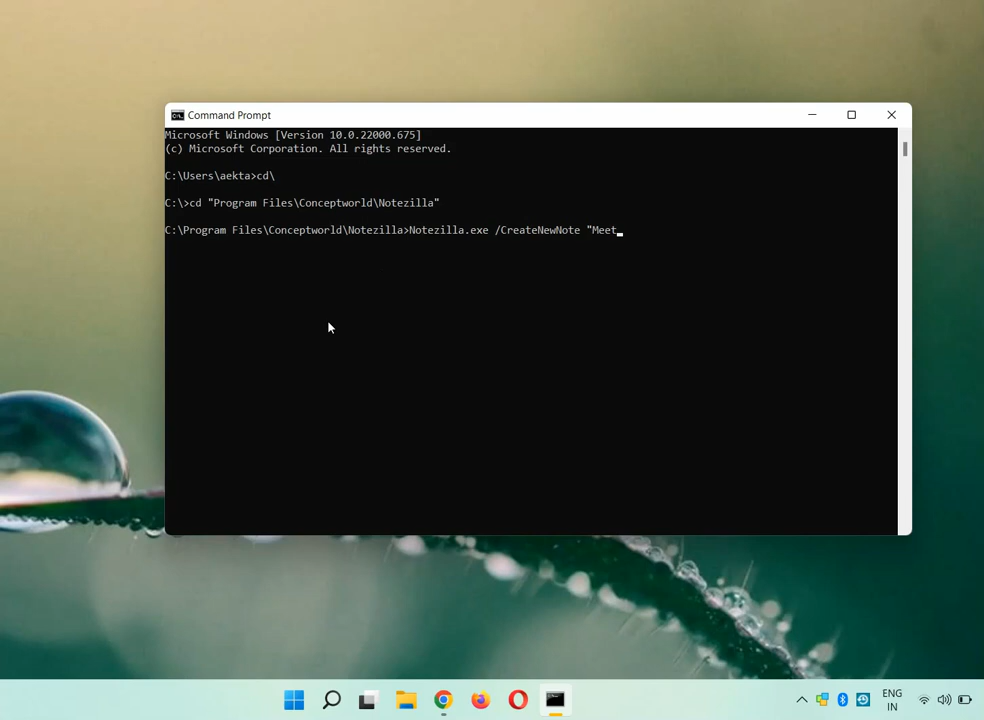 Command Prompt
Microsoft Windows [Version 10.0.22000.675]
(c) Microsoft Corporation. All rights reserved.
C:\Users\aekta>cd\
C:\>cd "Program Files\Conceptworld\Notezilla"
C:\Program Files\Conceptworld\Notezilla>Notezilla.exe /CreateNewNote "Meet
ENG
IN